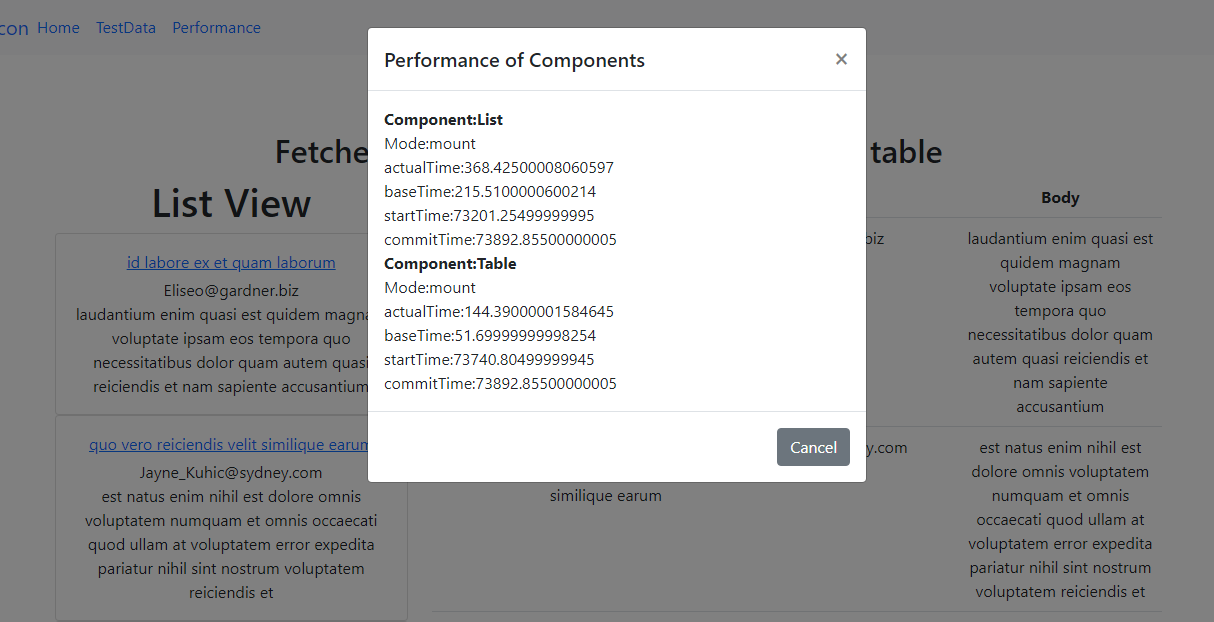 con Home TestData Performance
Performance of Components
×
Component:List
Mode:mount
actualTime:368.42500008060597
baseTime:215.5100000600214
startTime:73201.25499999995
commitTime:73892.85500000005
Component:Table
Mode:mount
actualTime:144.39000001584645
baseTime:51.69999999998254
startTime:73740.80499999945
commitTime:73892.85500000005
Cancel
Fetche
table
List View
id labore ex et quam laborum
Eliseo@gardner.biz
laudantium enim quasi est quidem magna
voluptate ipsam eos tempora quo
necessitatibus dolor quam autem quasi
reiciendis et nam sapiente accusantium
quo vero reiciendis velit similique earum
Jayne_Kuhic@sydney.com
est natus enim nihil est dolore omnis
voluptatem numquam et omnis occaecati
quod ullam at voluptatem error expedita
pariatur nihil sint nostrum voluptatem
reiciendis et
similique earum
biz
y.com
Body
laudantium enim quasi est
quidem magnam
voluptate ipsam eos
tempora quo
necessitatibus dolor quam
autem quasi reiciendis et
nam sapiente
accusantium
est natus enim nihil est
dolore omnis voluptatem
numquam et omnis
occaecati quod ullam at
voluptatem error expedita
pariatur nihil sint nostrum
voluptatem reiciendis et